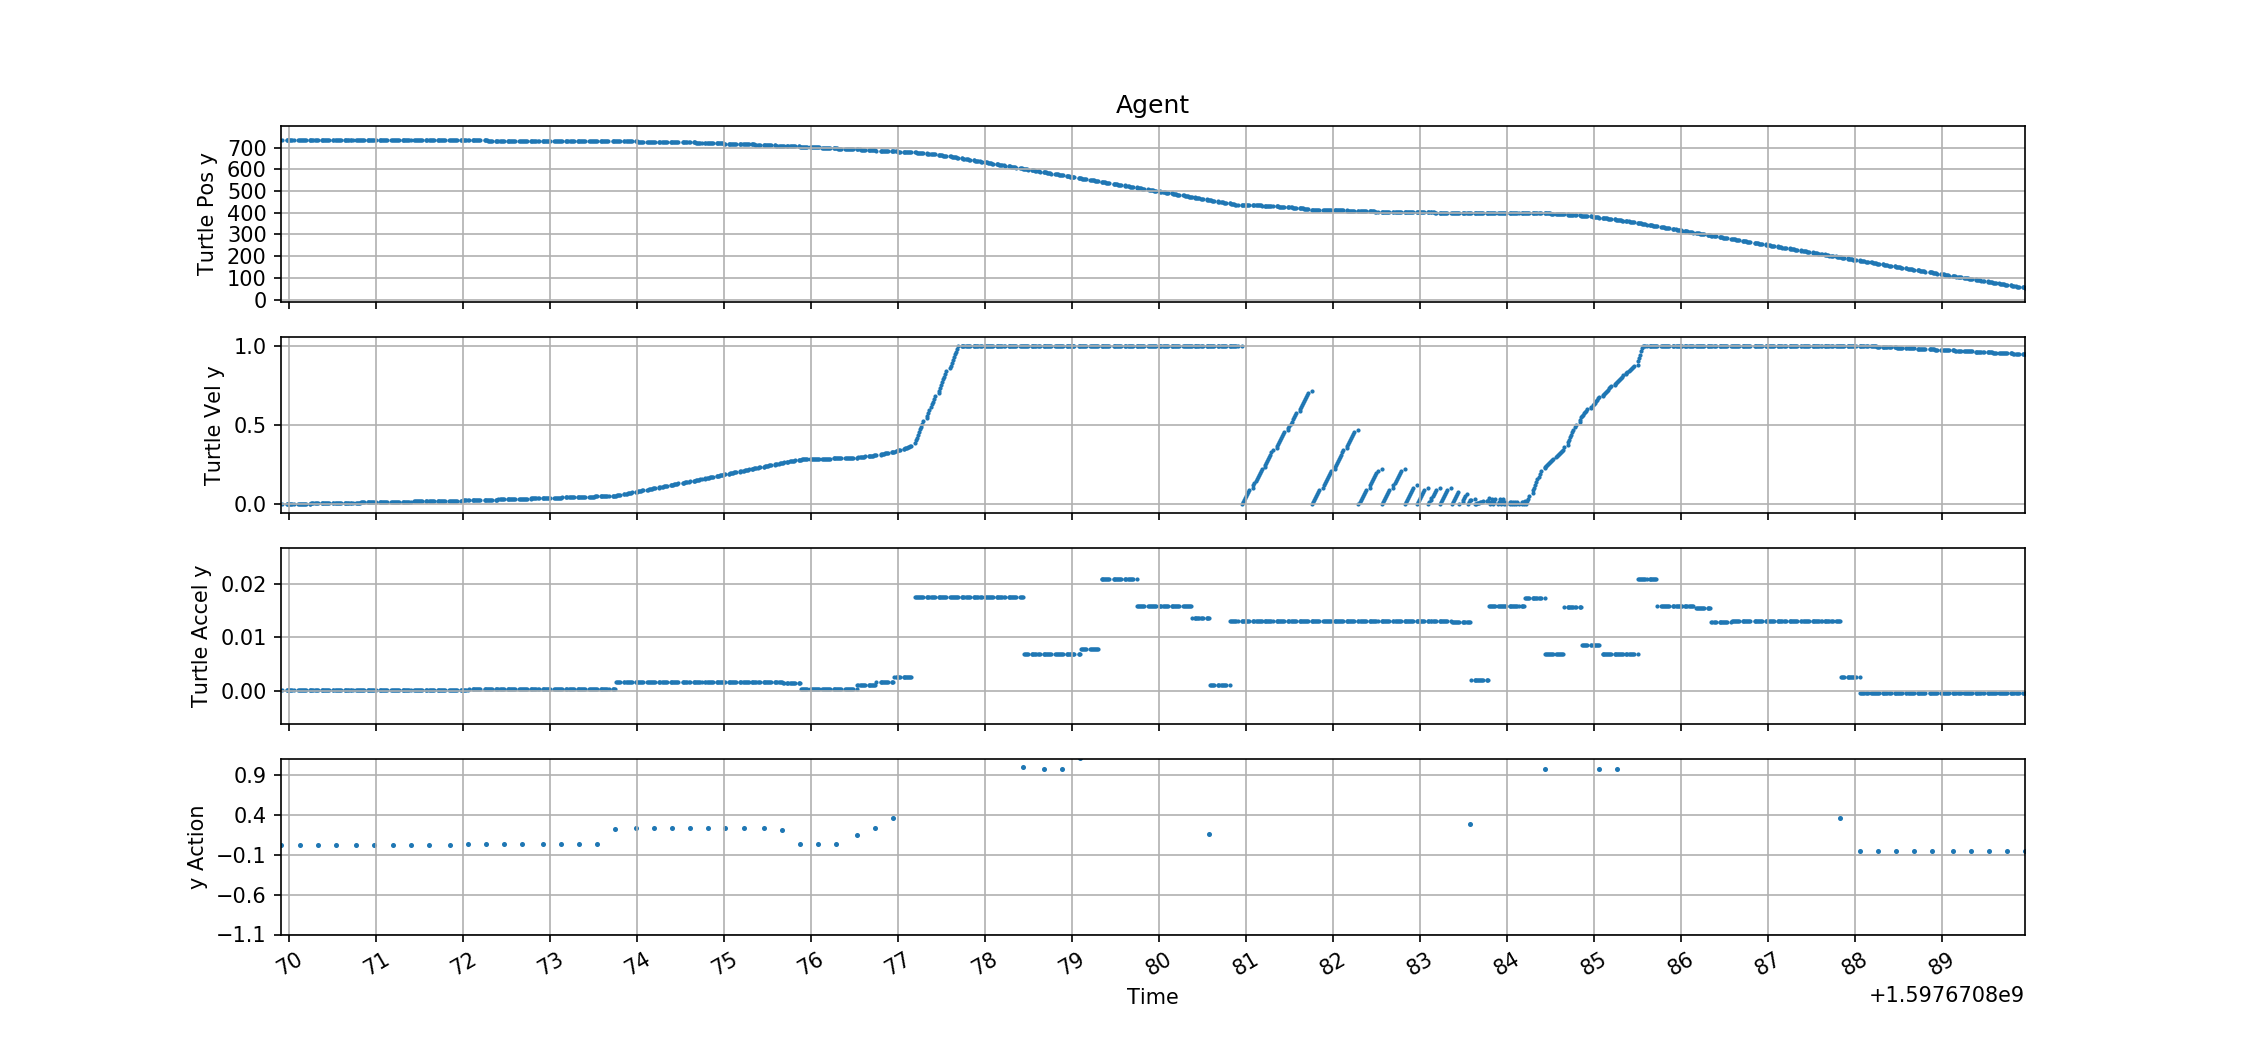 Agent
Turtle Pos y
700
600
500
400
300
200
100
0
Turtle Vel y
1.0
0.5
0.0
Turtle Accel y
0.02
0.01
0.00
y Action
0.9
0.4
−0.1
−0.6
−1.1
70 71 72 73 74 75 76 77 78 79 80 81 82 83 84 85 86 87 88 89
Time
+1.5976708e9